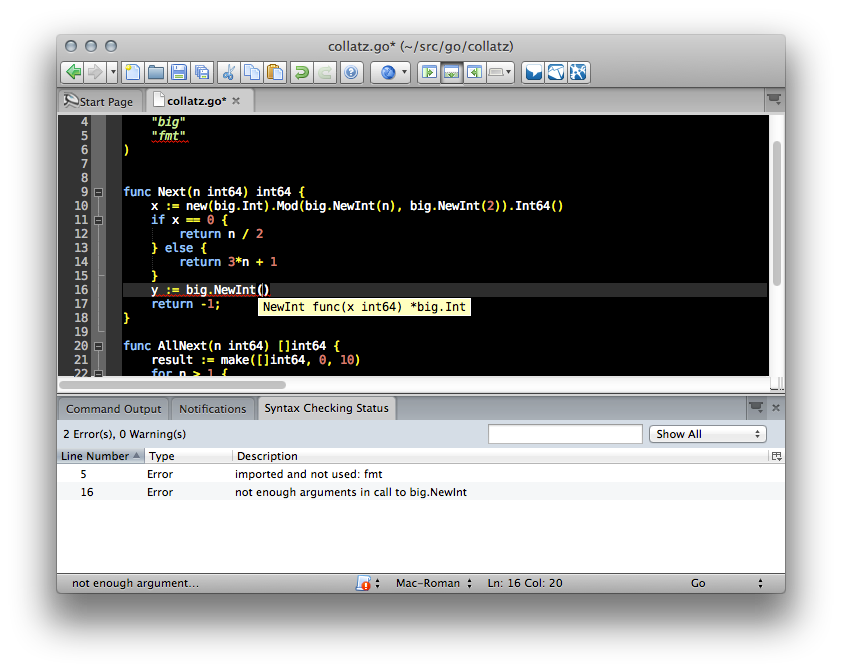 collatz.go* (~/src/go/collatz)
Start Page
collatz.go*
4 "big"
5 "fmt"
6 )
7
8
9 func Next(n int64) int64 {
10 x := new(big.Int).Mod(big.NewInt(n), big.NewInt(2)).Int64()
11 if x == 0 {
12 return n / 2
13 } else {
14 return 3*n + 1
15 }
16 y := big.NewInt()
17 return -1;
NewInt func(x int64) *big.Int
18 }
19
20 func AllNext(n int64) []int64 {
21 result := make([]int64, 0, 10)
22 for n > 1 {
Command Output Notifications Syntax Checking Status
2 Error(s), 0 Warning(s)
Show All
Line Number Type Description
5 Error imported and not used: fmt
16 Error not enough arguments in call to big.NewInt
not enough argument... Mac-Roman Ln: 16 Col: 20 Go